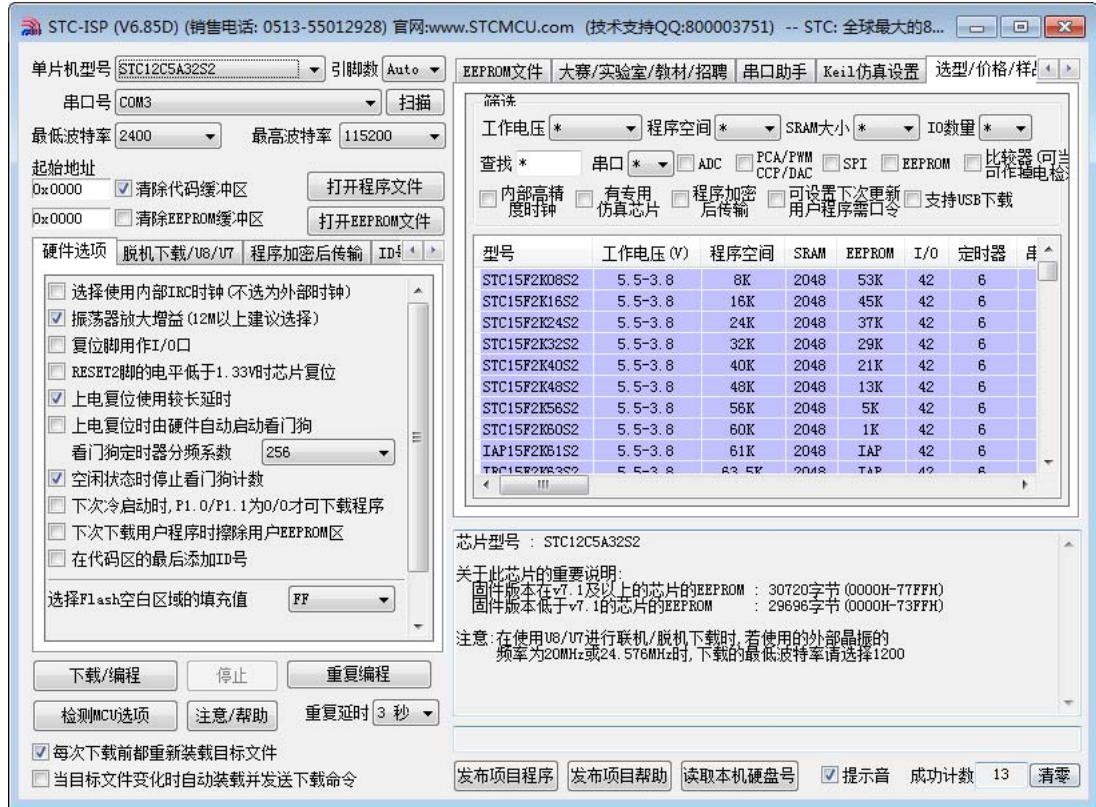 STC-ISP (V6.85D) (销售电话: 0513-55012928) 官网:www.STCMCU.com (技术支持QQ:800003751) -- STC: 全球最大的8...
单片机型号 STC12C5A32S2 引脚数 Auto
串口号 COM3 扫描
最低波特率 2400 最高波特率 115200
起始地址
0x0000 清除代码缓冲区 打开程序文件
0x0000 清除EEPROM缓冲区 打开EEPROM文件
硬件选项 脱机下载/U8/U7 程序加密后传输
选择使用内部IRC时钟(不选为外部时钟)
振荡器放大增益(12M以上建议选择)
复位脚用作I/O口
RESET2脚的电平低于1.33V时芯片复位
上电复位使用较长延时
上电复位时由硬件自动启动看门狗
看门狗定时器分频系数 256
空闲状态时停止看门狗计数
下次冷启动时,P1.0/P1.1为0/0才可下载程序
下次下载用户程序时擦除用户EEPROM区
在代码区的最后添加ID号
选择Flash空白区域的填充值 FF
下载/编程 停止 重复编程
检测MCU选项 注意/帮助 重复延时 3 秒
每次下载前都重新装载目标文件
当目标文件变化时自动装载并发送下载命令
EEPROM文件 大赛/实验室/教材/招聘 串口助手 Keil仿真设置 选型/价格/样品
筛选
工作电压 * 程序空间 * SRAM大小 * IO数量 *
查找 * 串口 * ADC PCA/PWM CCP/DAC SPI EEPROM 比较器(可当
可作掉电检
内部高精度时钟 有专用仿真芯片 程序加密后传输 可设置下次更新用户程序需口令 支持USB下载
型号 工作电压(V) 程序空间 SRAM EEPROM I/O 定时器 串
STC15F2K08S2 5.5-3.8 8K 2048 53K 42 6
STC15F2K16S2 5.5-3.8 16K 2048 45K 42 6
STC15F2K24S2 5.5-3.8 24K 2048 37K 42 6
STC15F2K32S2 5.5-3.8 32K 2048 29K 42 6
STC15F2K40S2 5.5-3.8 40K 2048 21K 42 6
STC15F2K48S2 5.5-3.8 48K 2048 13K 42 6
STC15F2K56S2 5.5-3.8 56K 2048 5K 42 6
STC15F2K60S2 5.5-3.8 60K 2048 1K 42 6
IAP15F2K61S2 5.5-3.8 61K 2048 IAP 42 6
IRC15F2K63S2 5.5-3.8 63.5K 2048 IAP 42 6
芯片型号 : STC12C5A32S2
关于此芯片的重要说明:
固件版本在v7.1及以上的芯片的EEPROM : 30720字节(0000H-77FFH)
固件版本低于v7.1的芯片的EEPROM : 29696字节(0000H-73FFH)
注意:在使用U8/U7进行联机/脱机下载时,若使用的外部晶振的
频率为20MHz或24.576MHz时,下载的最低波特率请选择1200
发布项目程序 发布项目帮助 读取本机硬盘号 提示音 成功计数 13 清零